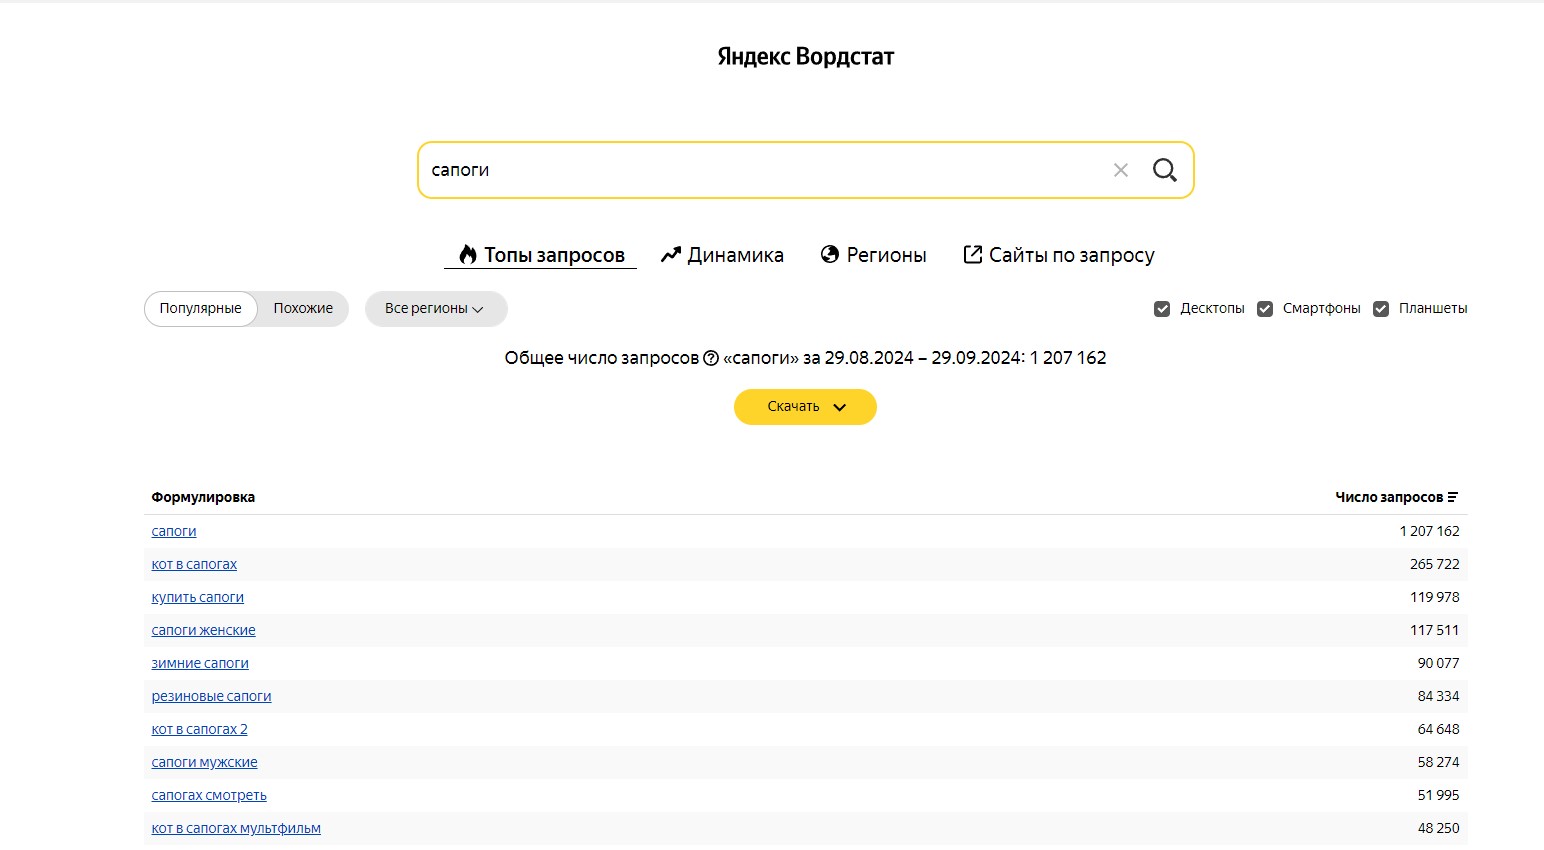 Яндекс Вордстат
сапоги
Топы запросов Динамика Регионы Сайты по запросу
Популярные Похожие Все регионы Десктопы Смартфоны Планшеты
Общее число запросов ? «сапоги» за 29.08.2024 – 29.09.2024: 1 207 162
Скачать
Формулировка Число запросов
сапоги 1 207 162
кот в сапогах 265 722
купить сапоги 119 978
сапоги женские 117 511
зимние сапоги 90 077
резиновые сапоги 84 334
кот в сапогах 2 64 648
сапоги мужские 58 274
сапогах смотреть 51 995
кот в сапогах мультфильм 48 250